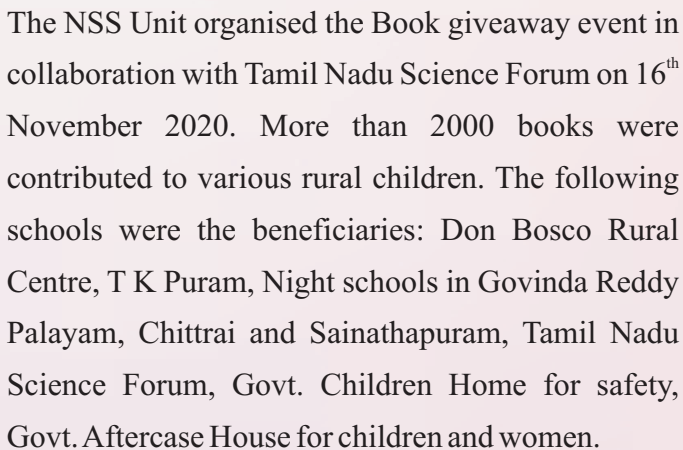 The NSS Unit organised the Book giveaway event in
collaboration with Tamil Nadu Science Forum on 16th
November 2020. More than 2000 books were
contributed to various rural children. The following
schools were the beneficiaries: Don Bosco Rural
Centre, T K Puram, Night schools in Govinda Reddy
Palayam, Chittrai and Sainathapuram, Tamil Nadu
Science Forum, Govt. Children Home for safety,
Govt. Aftercase House for children and women.